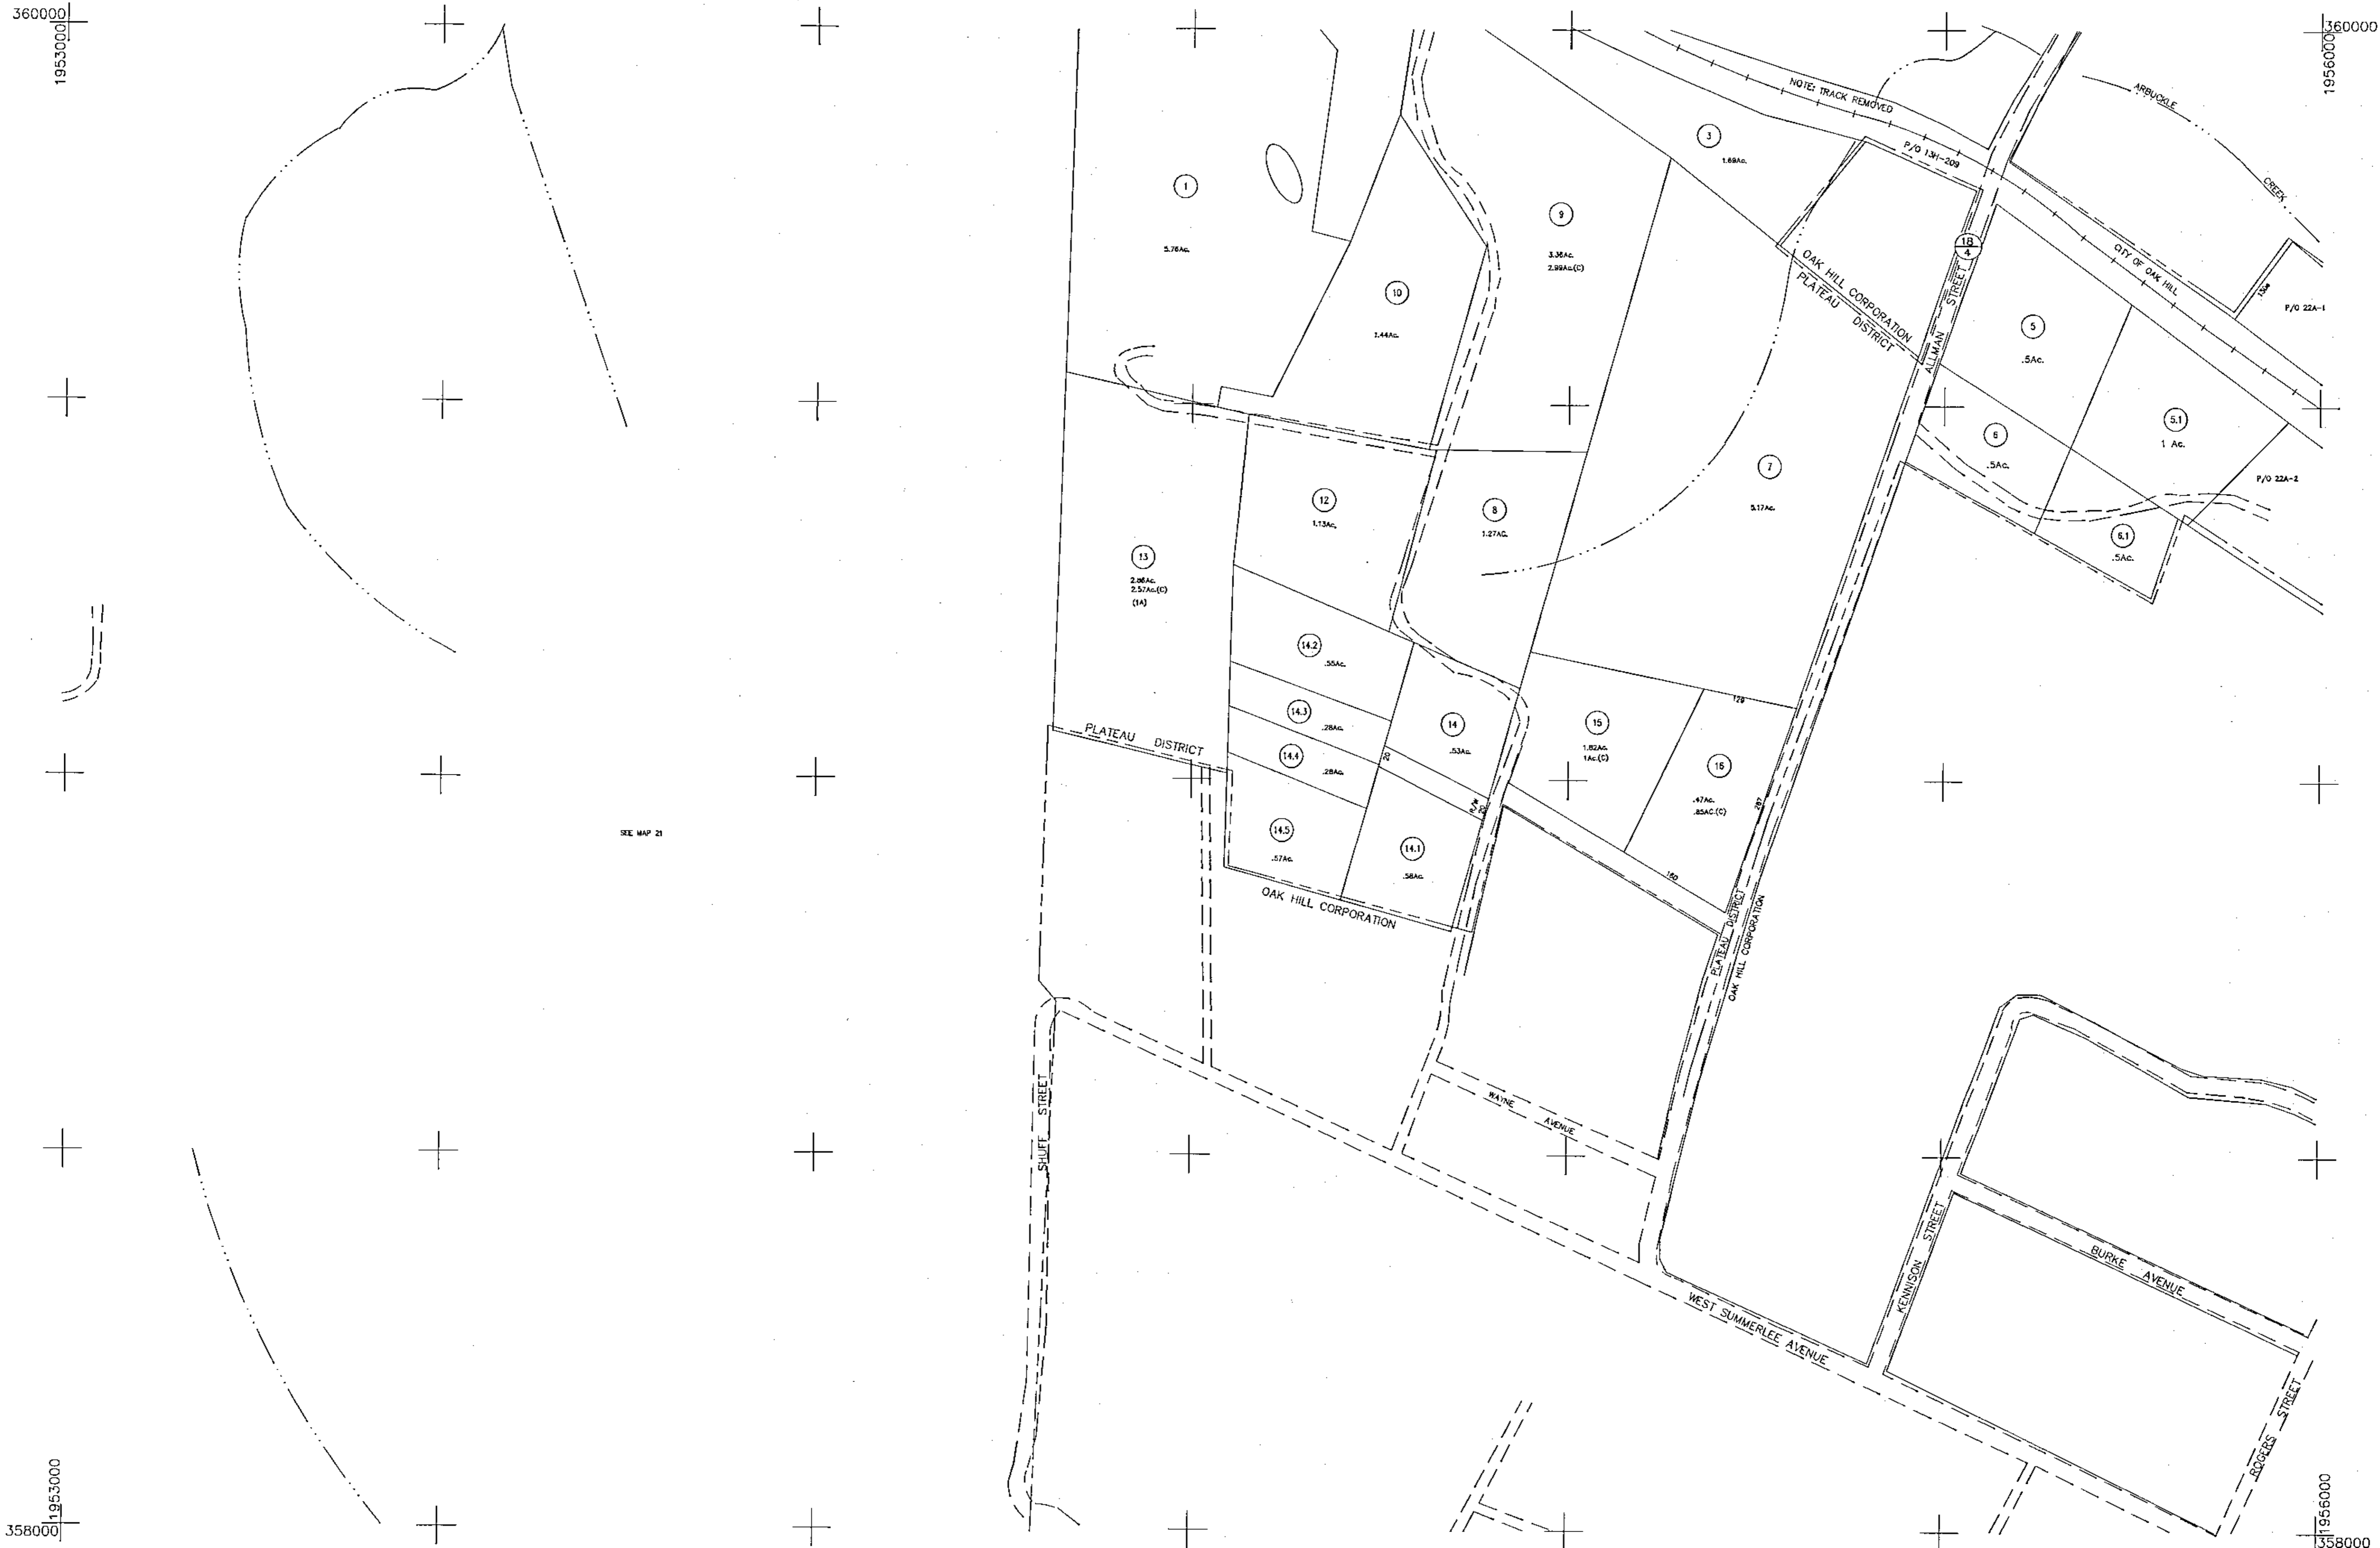 360000
1953000
360000
1956000
NOTE: TRACK REMOVED
ARBUCKLE
CREEK
P/O 13H-209
CITY OF OAK HILL
P/O 22A-1
3
1.69Ac.
1
5.76Ac.
9
3.36Ac.
2.99Ac.(C)
10
1.44Ac.
OAK HILL CORPORATION
PLATEAU DISTRICT
18
4
ALLMAN STREET
5
.5Ac.
5.1
1 Ac.
6
.5Ac.
P/O 22A-2
6.1
.5Ac.
7
5.17Ac.
12
1.13Ac.
8
1.27AC.
13
2.86Ac.
2.57Ac.(C)
(1A)
14.2
.55Ac.
14.3
.28Ac.
14.4
.28Ac.
14.5
.57Ac.
14
.53Ac.
20
R/W
20
14.1
.58Ac.
15
1.82AC.
1Ac.(C)
129
16
.47Ac.
.85AC.(C)
287
160
PLATEAU DISTRICT
OAK HILL CORPORATION
PLATEAU DISTRICT
OAK HILL CORPORATION
SEE MAP 21
SHUFF STREET
WAYNE AVENUE
WEST SUMMERLEE AVENUE
KENNISON STREET
BURKE AVENUE
ROGERS STREET
1953000
358000
1956000
358000